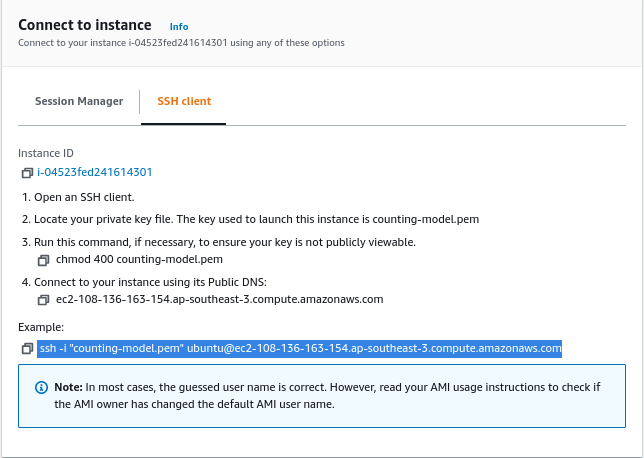 Connect to instance Info
Connect to your instance i-04523fed241614301 using any of these options
Session Manager SSH client
Instance ID
i-04523fed241614301
1. Open an SSH client.
2. Locate your private key file. The key used to launch this instance is counting-model.pem
3. Run this command, if necessary, to ensure your key is not publicly viewable.
chmod 400 counting-model.pem
4. Connect to your instance using its Public DNS:
ec2-108-136-163-154.ap-southeast-3.compute.amazonaws.com
Example:
ssh -i "counting-model.pem" ubuntu@ec2-108-136-163-154.ap-southeast-3.compute.amazonaws.com
Note: In most cases, the guessed user name is correct. However, read your AMI usage instructions to check if
the AMI owner has changed the default AMI user name.